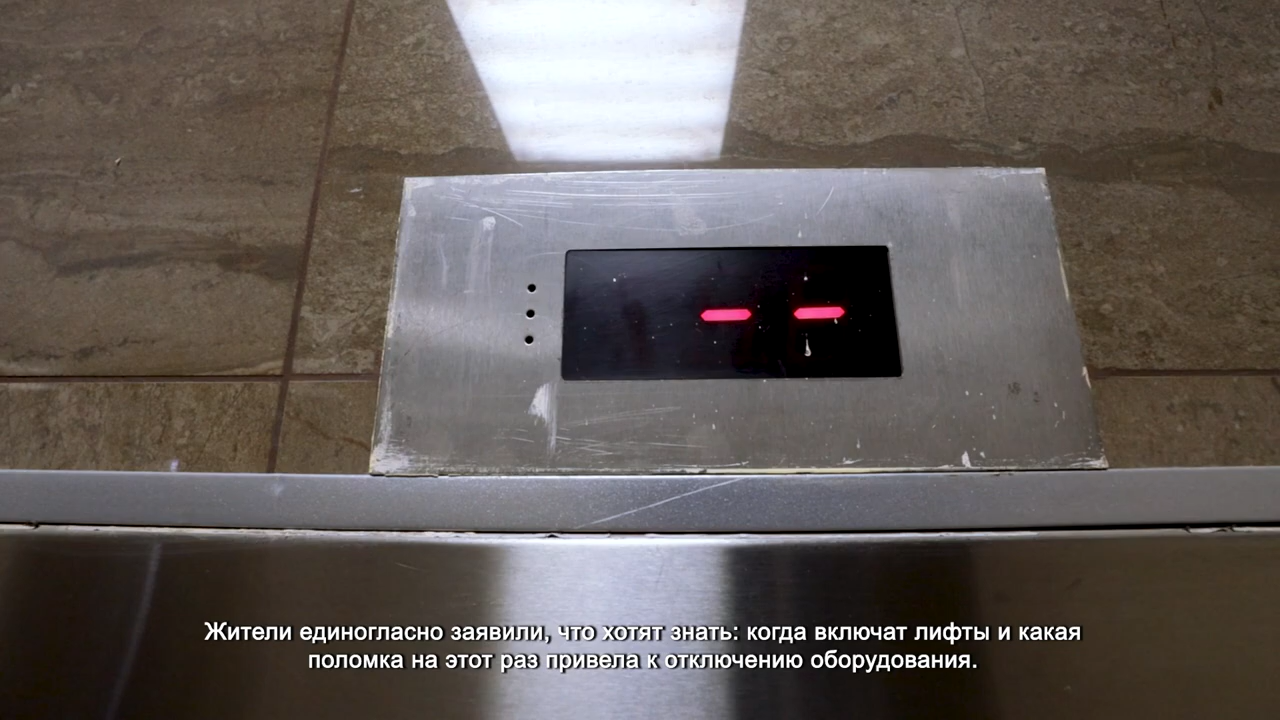 – –
Жители единогласно заявили, что хотят знать: когда включат лифты и какая
поломка на этот раз привела к отключению оборудования.